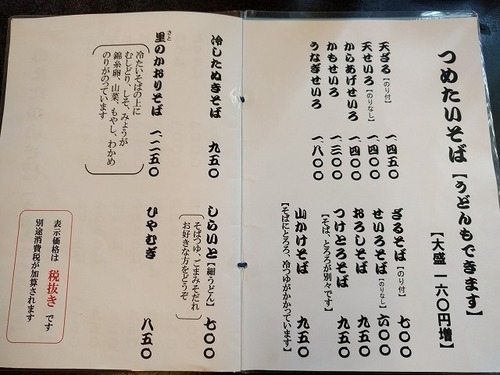 つめたいそば【うどんもできます】
【大盛一六〇円増】
天ざる【のり付】 一、四五〇
天せいろ【のりなし】 一、四〇〇
からあげせいろ 一、四〇〇
かもせいろ 一、三〇〇
うなぎせいろ 一、八〇〇
ざるそば【のり付】 七〇〇
せいろそば【のりなし】 六〇〇
おろしそば 九五〇
つけとろそば 九五〇
【そば、とろろが別々です】
山かけそば 九五〇
【そばにとろろ、冷つゆがかかっています】
冷したぬきそば 九五〇
里のかおりそば 一、二五〇
さと
冷たいそばの上に
むしどり、しそ、みょうが
錦糸卵、山菜、もやし、わかめ
のりがのっています
しらいと【細うどん】 七〇〇
そばつゆ、ごまみそだれ
お好きな方をどうぞ
ひやむぎ 八五〇
表示価格は 税抜き です
別途消費税が加算されます